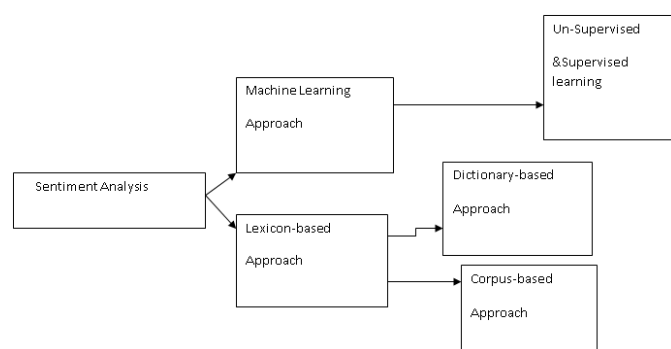 Un-Supervised
&Supervised
learning
Machine Learning
Approach
Sentiment Analysis
Dictionary-based
Approach
Lexicon-based
Approach
Corpus-based
Approach